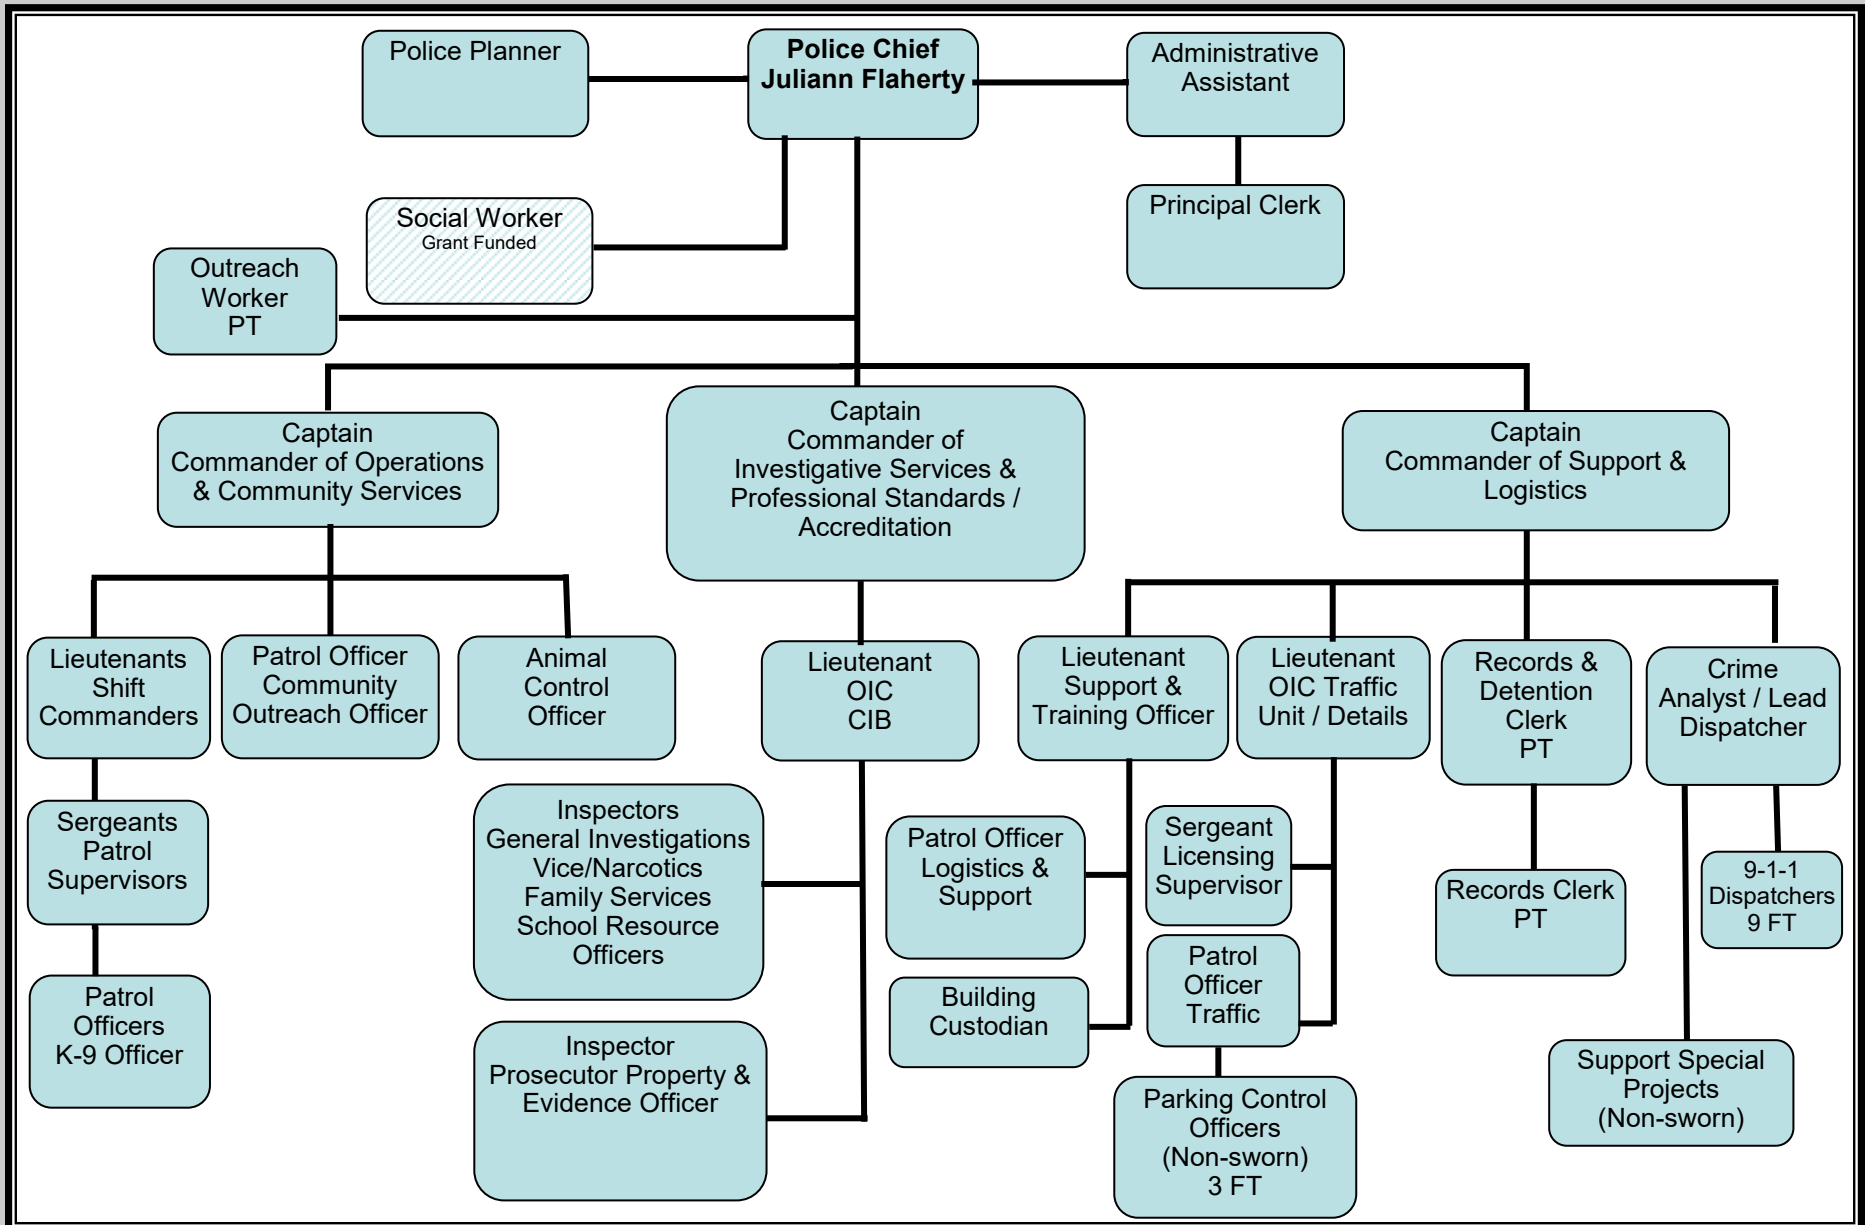 Police Planner
Police Chief
Juliann Flaherty
Administrative
Assistant
Principal Clerk
Social Worker
Grant Funded
Outreach
Worker
PT
Captain
Commander of Operations
& Community Services
Captain
Commander of
Investigative Services &
Professional Standards /
Accreditation
Captain
Commander of Support &
Logistics
Lieutenants
Shift
Commanders
Patrol Officer
Community
Outreach Officer
Animal
Control
Officer
Lieutenant
OIC
CIB
Lieutenant
Support &
Training Officer
Lieutenant
OIC Traffic
Unit / Details
Records &
Detention
Clerk
PT
Crime
Analyst / Lead
Dispatcher
Sergeants
Patrol
Supervisors
Inspectors
General Investigations
Vice/Narcotics
Family Services
School Resource
Officers
Patrol Officer
Logistics &
Support
Sergeant
Licensing
Supervisor
Records Clerk
PT
9-1-1
Dispatchers
9 FT
Patrol
Officers
K-9 Officer
Inspector
Prosecutor Property &
Evidence Officer
Building
Custodian
Patrol
Officer
Traffic
Parking Control
Officers
(Non-sworn)
3 FT
Support Special
Projects
(Non-sworn)